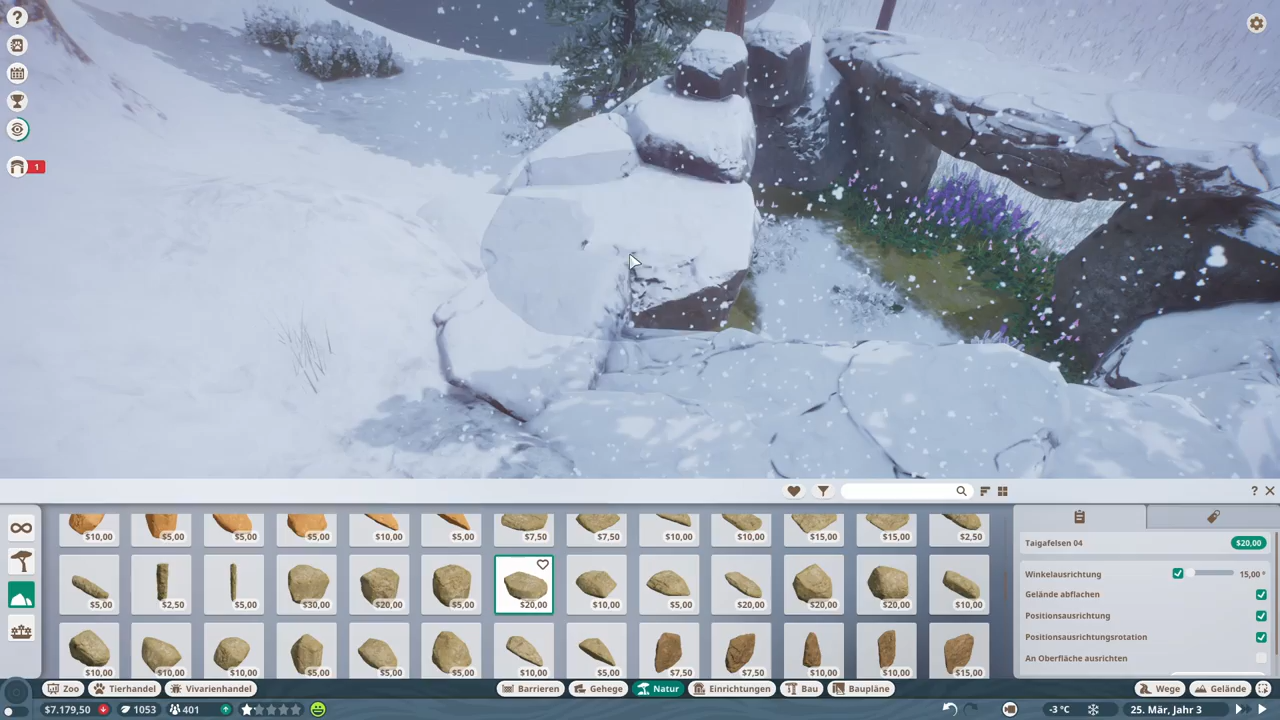 ?
1
? ×
$10,00 $5,00 $5,00 $5,00 $10,00 $5,00 $7,50 $7,50 $10,00 $10,00 $15,00 $15,00 $2,50
$5,00 $2,50 $5,00 $30,00 $20,00 $5,00 $20,00 $10,00 $5,00 $20,00 $20,00 $20,00 $10,00
$10,00 $10,00 $10,00 $5,00 $5,00 $5,00 $10,00 $5,00 $7,50 $7,50 $10,00 $10,00 $15,00
Taigafelsen 04 $20,00
Winkelausrichtung 15,00°
Gelände abflachen
Positionsausrichtung
Positionsausrichtungsrotation
An Oberfläche ausrichten
Zoo Tierhandel Vivarienhandel Barrieren Gehege Natur Einrichtungen Bau Baupläne Wege Gelände
$7.179,50 1053 401 -3 °C 25. Mär, Jahr 3